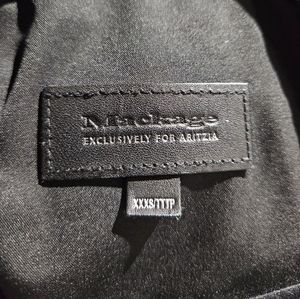 Mackage
EXCLUSIVELY FOR ARITZIA
XXXS/TTTP